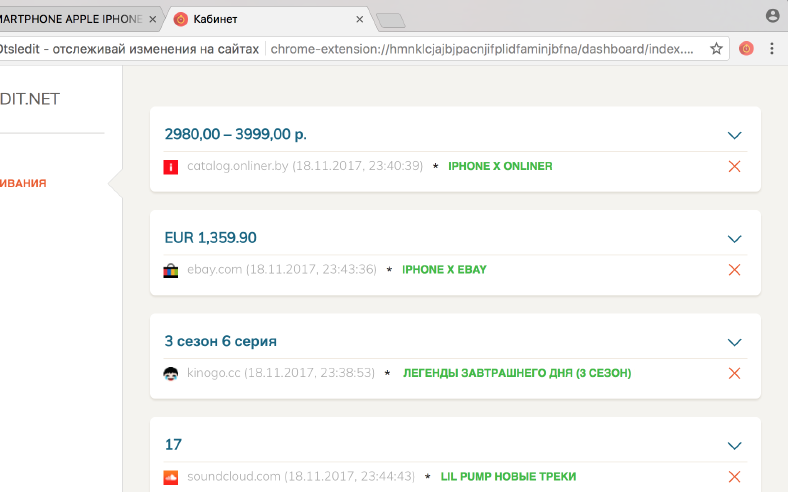 MARTPHONE APPLE IPHONE
Кабинет
Otsledit - отслеживай изменения на сайтах
chrome-extension://hmnklcjajbjpacnjifplidfaminjbfna/dashboard/index....
DIT.NET
ИВАНИЯ
2980,00 – 3999,00 р.
catalog.onliner.by (18.11.2017, 23:40:39) * IPHONE X ONLINER
EUR 1,359.90
ebay.com (18.11.2017, 23:43:36) * IPHONE X EBAY
3 сезон 6 серия
kinogo.cc (18.11.2017, 23:38:53) * ЛЕГЕНДЫ ЗАВТРАШНЕГО ДНЯ (3 СЕЗОН)
17
soundcloud.com (18.11.2017, 23:44:43) * LIL PUMP НОВЫЕ ТРЕКИ